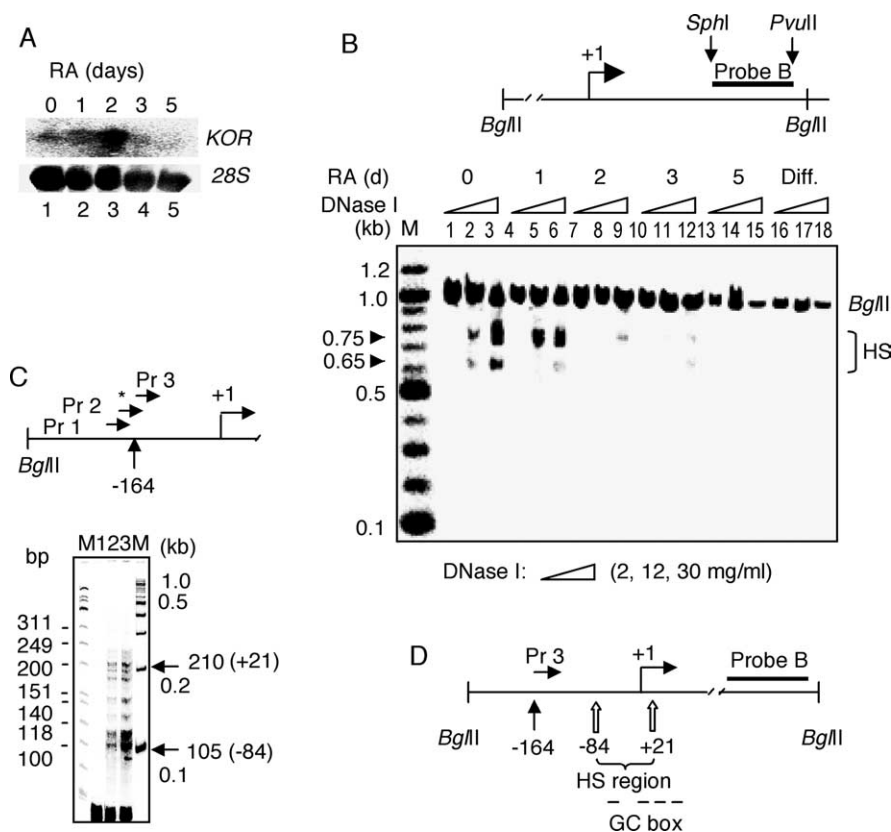 A
RA (days)
0 1 2 3 5
KOR
28S
1 2 3 4 5
B
SphI PvuII
+1
Probe B
BglII BglII
RA (d) 0 1 2 3 5 Diff.
DNase I
(kb) M 1 2 3 4 5 6 7 8 9 10 11 12 13 14 15 16 17 18
1.2
1.0
BglII
0.75
HS
0.65
0.5
0.1
DNase I: (2, 12, 30 mg/ml)
C
Pr 3
* +1
Pr 2
Pr 1
BglII
-164
M123M (kb)
bp
1.0
0.5
311
249
200
210 (+21)
0.2
151
140
118
105 (-84)
100
0.1
D
Pr 3 +1 Probe B
BglII BglII
-164 -84 +21
HS region
GC box